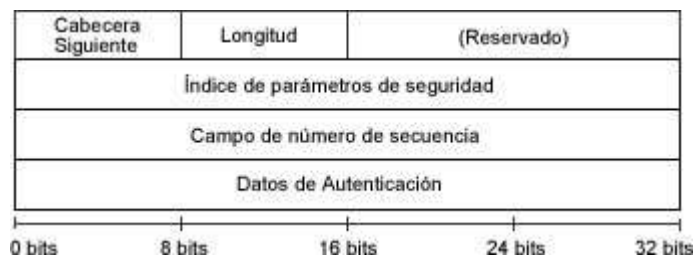 Cabecera
Siguiente
Longitud
(Reservado)
Índice de parámetros de seguridad
Campo de número de secuencia
Datos de Autenticación
0 bits 8 bits 16 bits 24 bits 32 bits